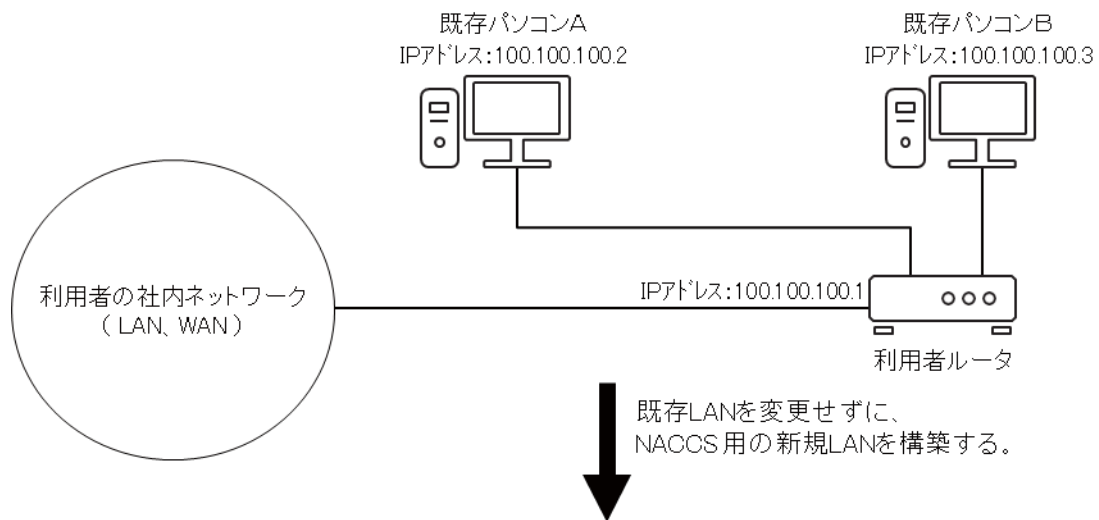 既存パソコンA
IPアドレス:100.100.100.2
既存パソコンB
IPアドレス:100.100.100.3
利用者の社内ネットワーク
(LAN、WAN)
IPアドレス:100.100.100.1
利用者ルータ
既存LANを変更せずに、
NACCS用の新規LANを構築する。